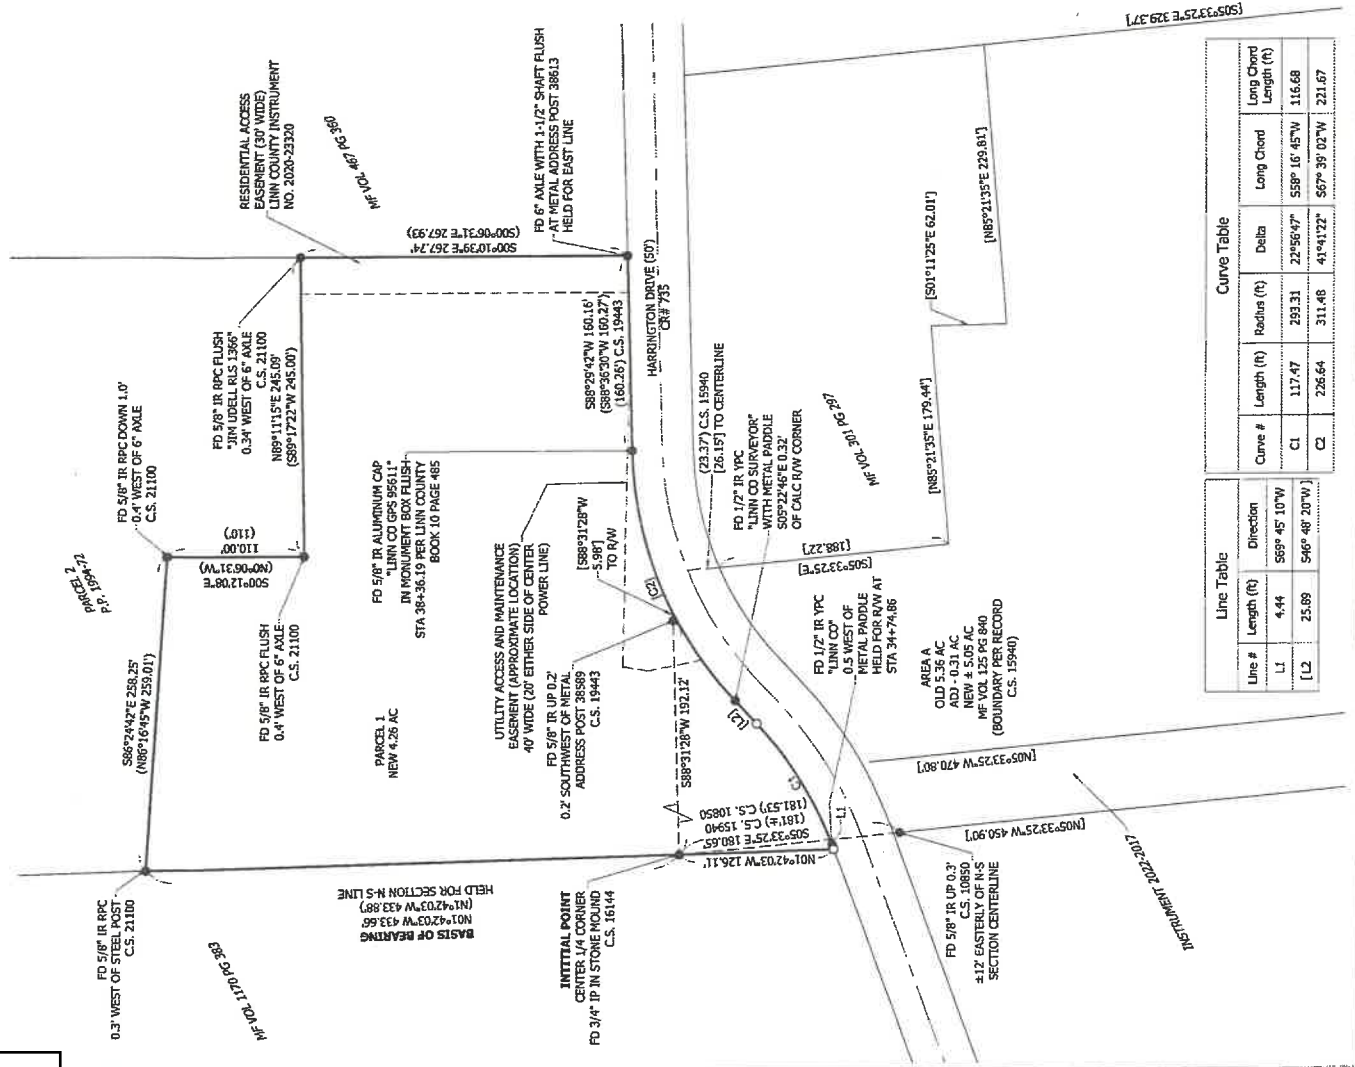 PARCEL 2
P.P. 1994-72
FD 5/8" IR RPC DOWN 1.0'
0.4' WEST OF 6" AXLE
C.S. 21100
S86°24'42"E 258.25'
(N86°16'45"W 259.01')
FD 5/8" IR RPC
0.3' WEST OF STEEL POST
C.S. 21100
MF VOL 1170 PG 383
S00°12'08"E
(N0°06'31"W)
110.00'
(110')
FD 5/8" IR RPC FLUSH
0.4' WEST OF 6" AXLE
C.S. 21100
FD 5/8" IR RPC FLUSH
"JIM UDELL RLS 1366"
0.34' WEST OF 6" AXLE
C.S. 21100
N89°11'15"E 245.09'
(S89°17'22"W 245.00')
RESIDENTIAL ACCESS
EASEMENT (30' WIDE)
LINN COUNTY INSTRUMENT
NO. 2020-23320
MF VOL 467 PG 360
S00°10'39"E 267.74'
(S00°06'31"E 267.93)
FD 6" AXLE WITH 1-1/2" SHAFT FLUSH
AT METAL ADDRESS POST 38613
HELD FOR EAST LINE
PARCEL 1
NEW 4.26 AC
FD 5/8" IR ALUMINUM CAP
"LINN CO GPS 95611"
IN MONUMENT BOX FLUSH
STA 38+36.19 PER LINN COUNTY
BOOK 10 PAGE 485
S88°29'42"W 160.16'
(S88°36'30"W 160.27')
(160.26') C.S. 19443
HARRINGTON DRIVE (50')
CR# 735
UTILITY ACCESS AND MAINTENANCE
EASEMENT (APPROXIMATE LOCATION)
40' WIDE (20' EITHER SIDE OF CENTER
POWER LINE)
FD 5/8" IR UP 0.2'
0.2' SOUTHWEST OF METAL
ADDRESS POST 38589
C.S. 19443
[S88°31'28"W
5.98']
TO R/W
S88°31'28"W 192.12'
[C2]
(23.37') C.S. 15940
[26.15'] TO CENTERLINE
BASIS OF BEARING
N01°42'03"W 433.66'
(N1°42'03"W 433.88')
HELD FOR SECTION N-S LINE
INTITIAL POINT
CENTER 1/4 CORNER
FD 3/4" IP IN STONE MOUND
C.S. 16144
N01°42'03"W 126.11'
S05°33'25"E 180.65'
(181'±) C.S. 15940
(181.53') C.S. 10850
L1
C1
[L2]
FD 1/2" IR YPC
"LINN CO SURVEYOR"
WITH METAL PADDLE
S05°22'46"E 0.32'
OF CALC R/W CORNER
FD 1/2" IR YPC
"LINN CO"
0.5 WEST OF
METAL PADDLE
HELD FOR R/W AT
STA 34+74.86
[S05°33'25"E
[188.22']
MF VOL 301 PG 297
[N85°21'35"E 179.44']
[S01°11'25"E 62.01']
[N85°21'35"E 229.81']
[S05°33'25"E 329.37']
AREA A
OLD 5.36 AC
ADJ - 0.31 AC
NEW ± 5.05 AC
MF VOL 125 PG 840
(BOUNDARY PER RECORD
C.S. 15940)
FD 5/8" IR UP 0.3'
C.S. 10850
±12' EASTERLY OF N-S
SECTION CENTERLINE
[N05°33'25"W 450.90']
[N05°33'25"W 470.80']
INSTRUMENT 2022-2017
Line Table
Line # Length (ft) Direction
L1 4.44 S69° 45' 10"W
[L2 25.89 S46° 48' 20"W ]
Curve Table
Curve # Length (ft) Radius (ft) Delta Long Chord Long Chord Length (ft)
C1 117.47 293.31 22°56'47" S58° 16' 45"W 116.68
C2 226.64 311.48 41°41'22" S67° 39' 02"W 221.67